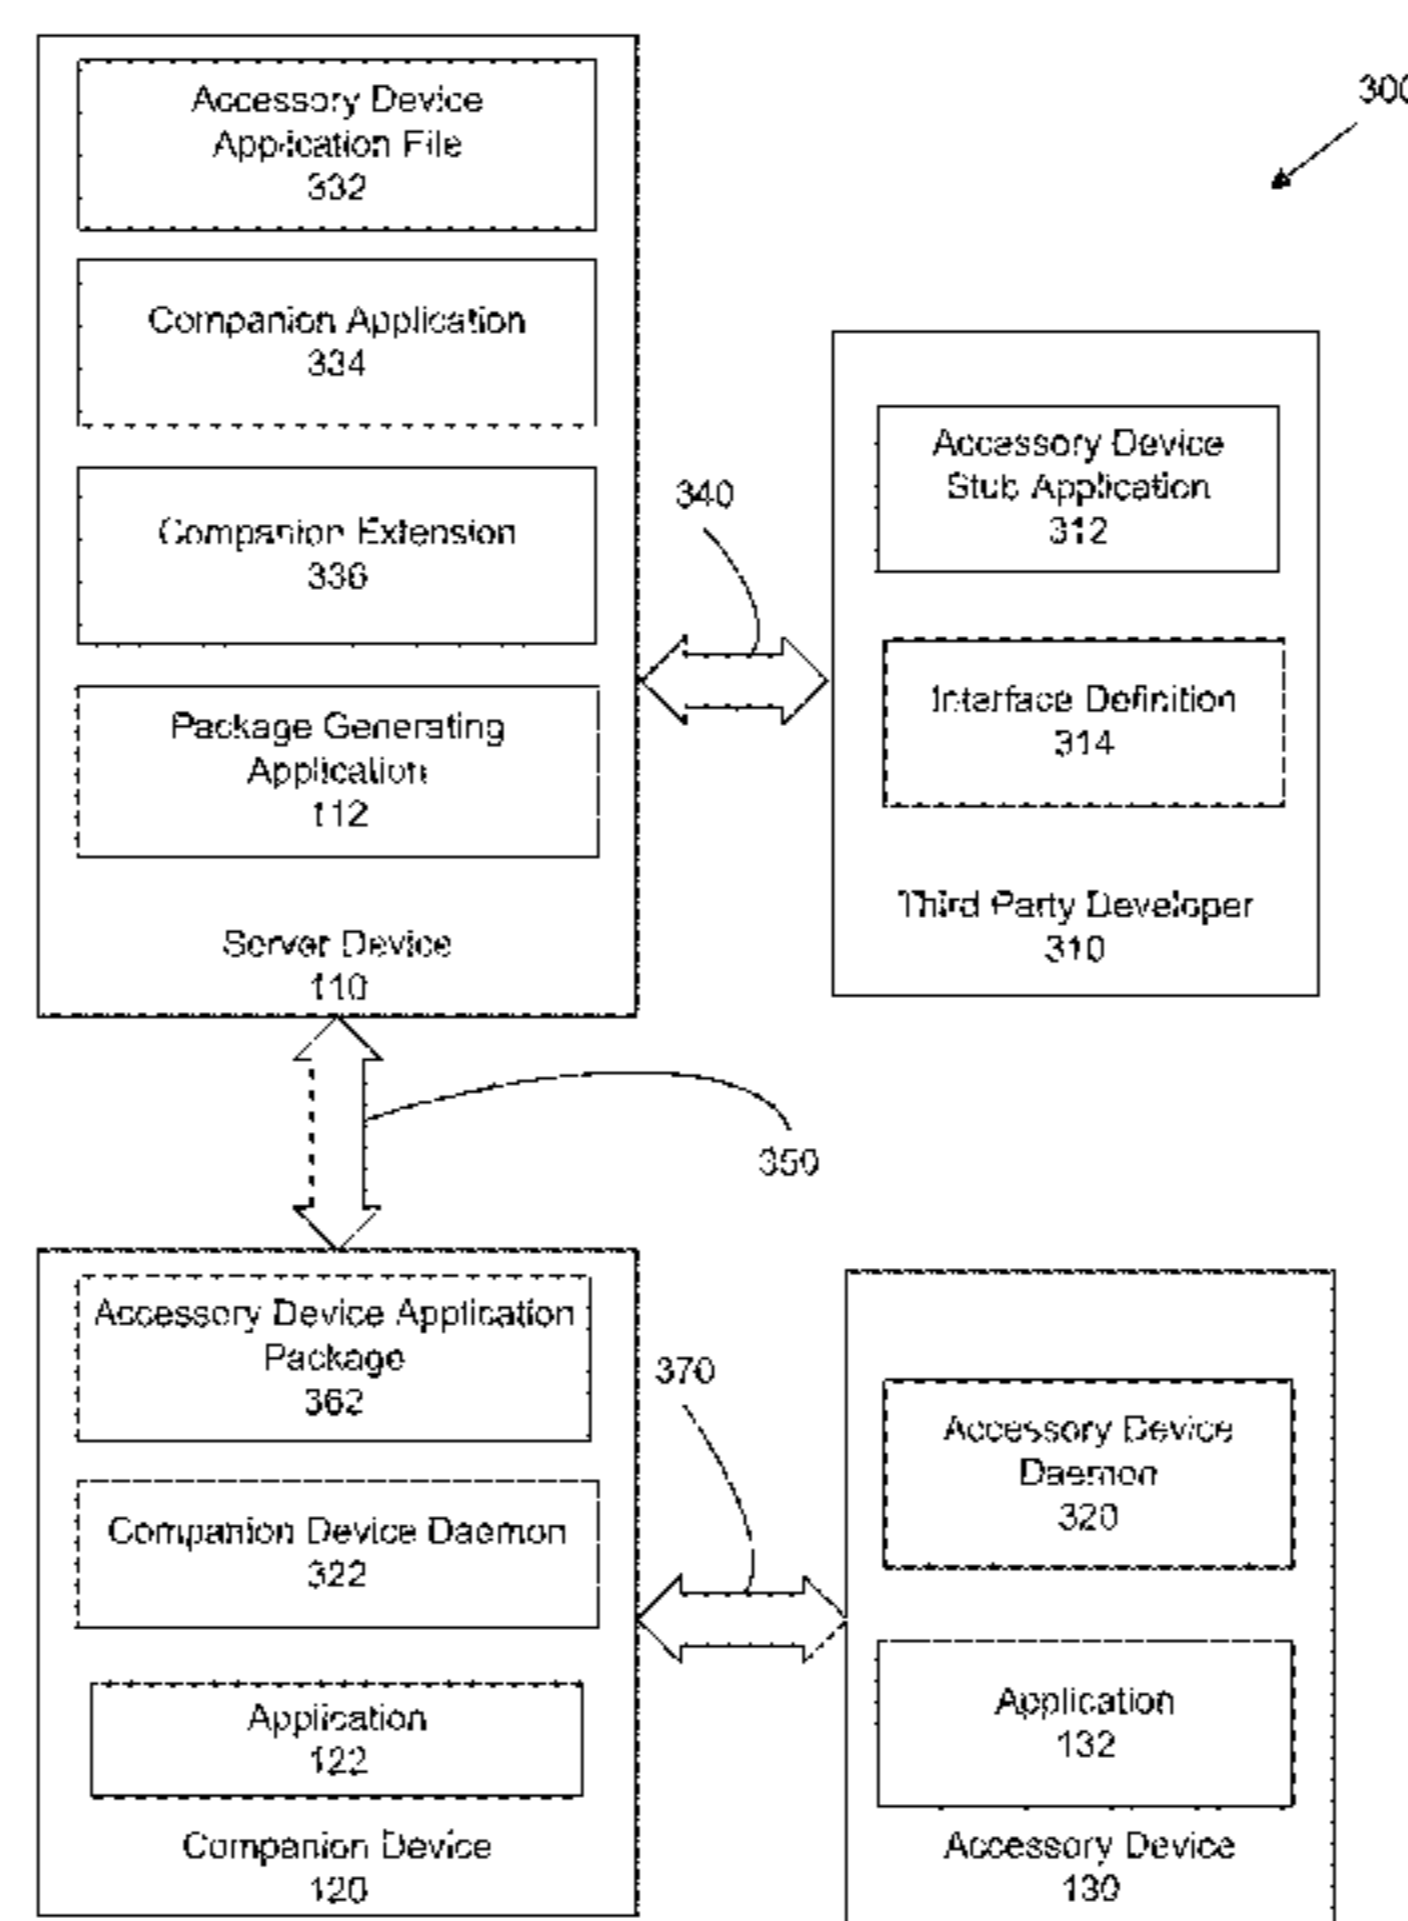 300
Accessory Device
Application File
332
Companion Application
334
Companion Extension
336
Package Generating
Application
112
Server Device
110
340
Accessory Device
Stub Application
312
Interface Definition
314
Third Party Developer
310
350
Accessory Device Application
Package
362
Companion Device Daemon
322
Application
122
Companion Device
120
370
Accessory Device
Daemon
320
Application
132
Accessory Device
130